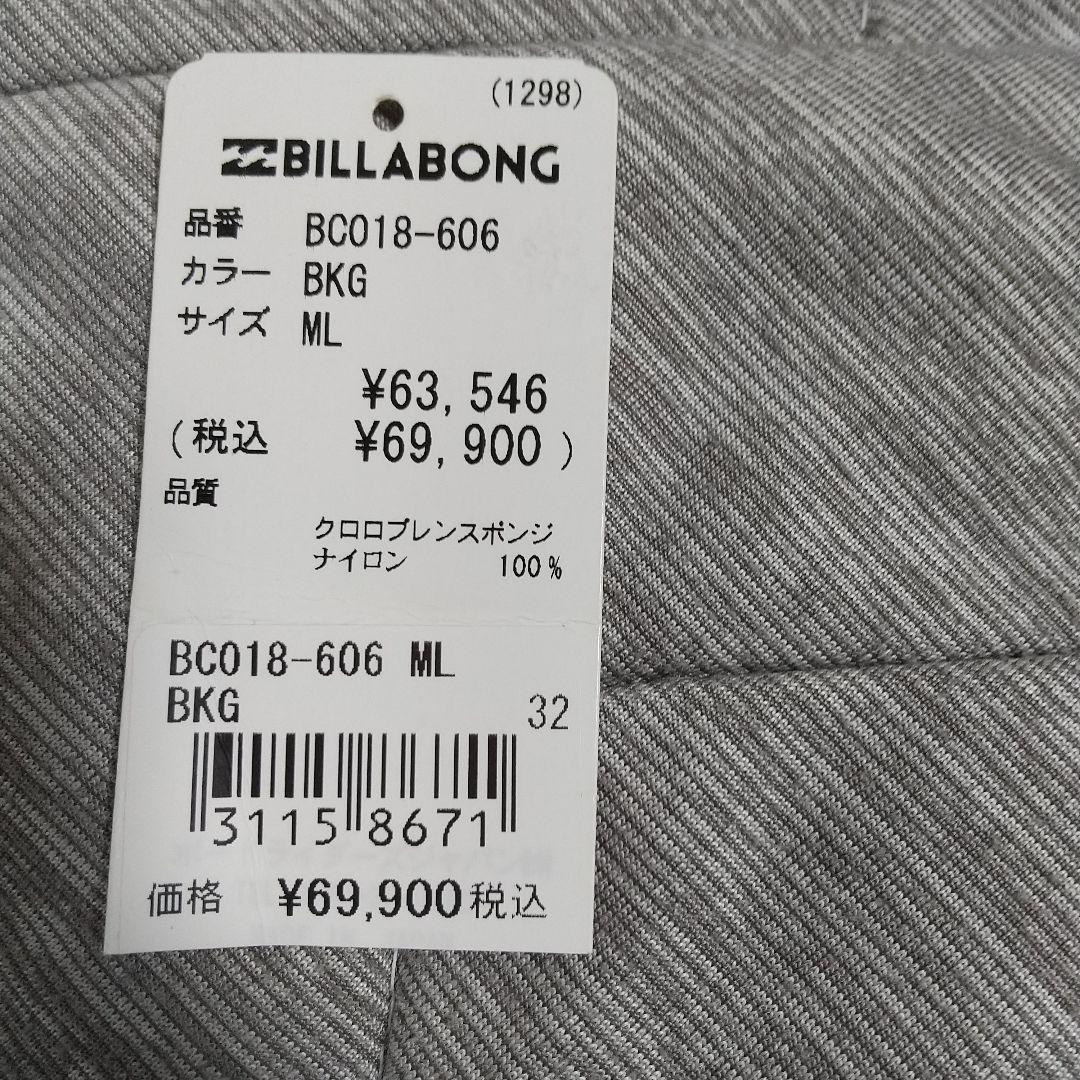 (1298)
BILLABONG
品番 BC018-606
カラー BKG
サイズ ML
¥63,546
(税込 ¥69,900)
品質
クロロプレンスポンジ
ナイロン 100%
BC018-606 ML
BKG 32
3115 8671
価格 ¥69,900税込